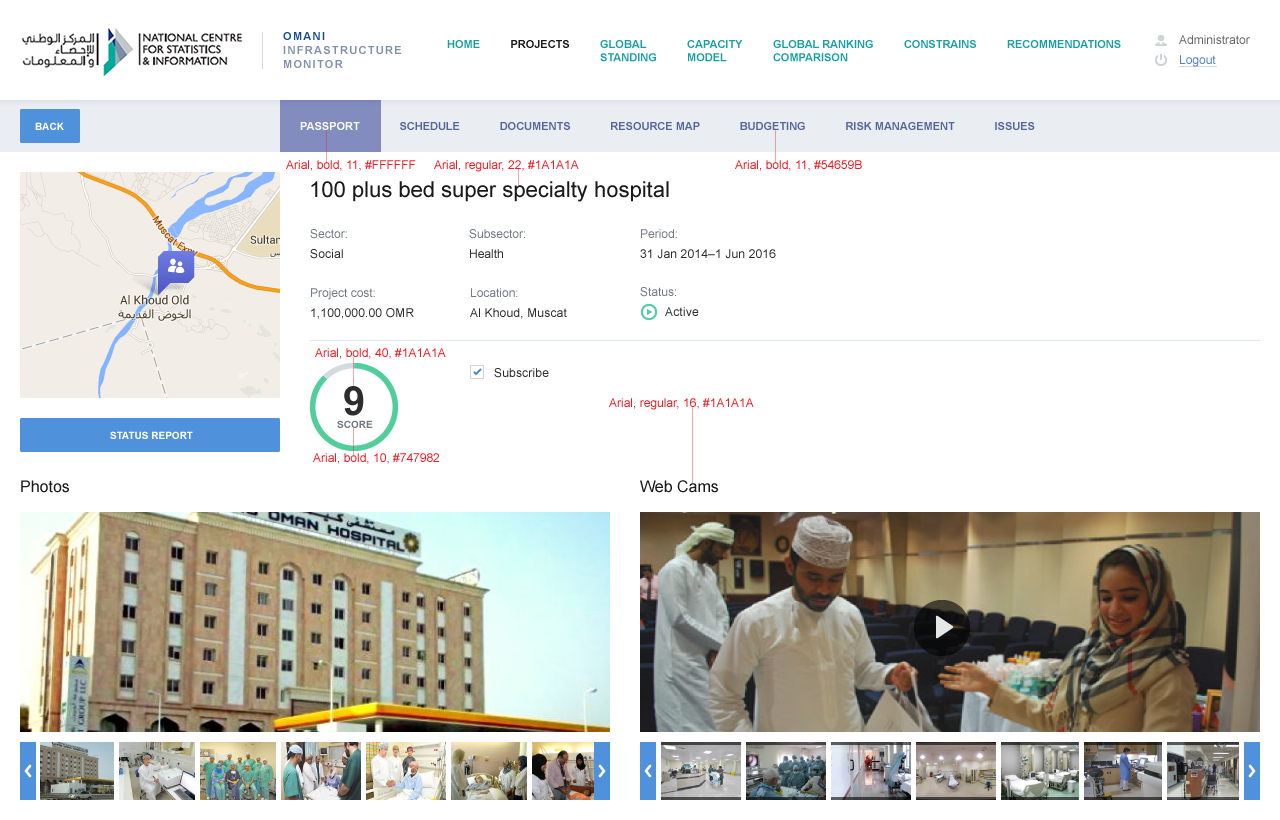 المركز الوطني
للإحصاء
والمعلومات
NATIONAL CENTRE
FOR STATISTICS
& INFORMATION
OMANI
INFRASTRUCTURE
MONITOR
HOME
PROJECTS
GLOBAL
STANDING
CAPACITY
MODEL
GLOBAL RANKING
COMPARISON
CONSTRAINS
RECOMMENDATIONS
Administrator
Logout
BACK
PASSPORT
SCHEDULE
DOCUMENTS
RESOURCE MAP
BUDGETING
RISK MANAGEMENT
ISSUES
Arial, bold, 11, #FFFFFF
Arial, regular, 22, #1A1A1A
Arial, bold, 11, #54659B
Muscat Expy
Sultan
Al Khoud Old
الخوض القديمة
STATUS REPORT
100 plus bed super specialty hospital
Sector:
Social
Subsector:
Health
Period:
31 Jan 2014–1 Jun 2016
Project cost:
1,100,000.00 OMR
Location:
Al Khoud, Muscat
Status:
Active
Arial, bold, 40, #1A1A1A
9
SCORE
Subscribe
Arial, regular, 16, #1A1A1A
Arial, bold, 10, #747982
Photos
OMAN HOSPITAL
GROUP LLC
Web Cams